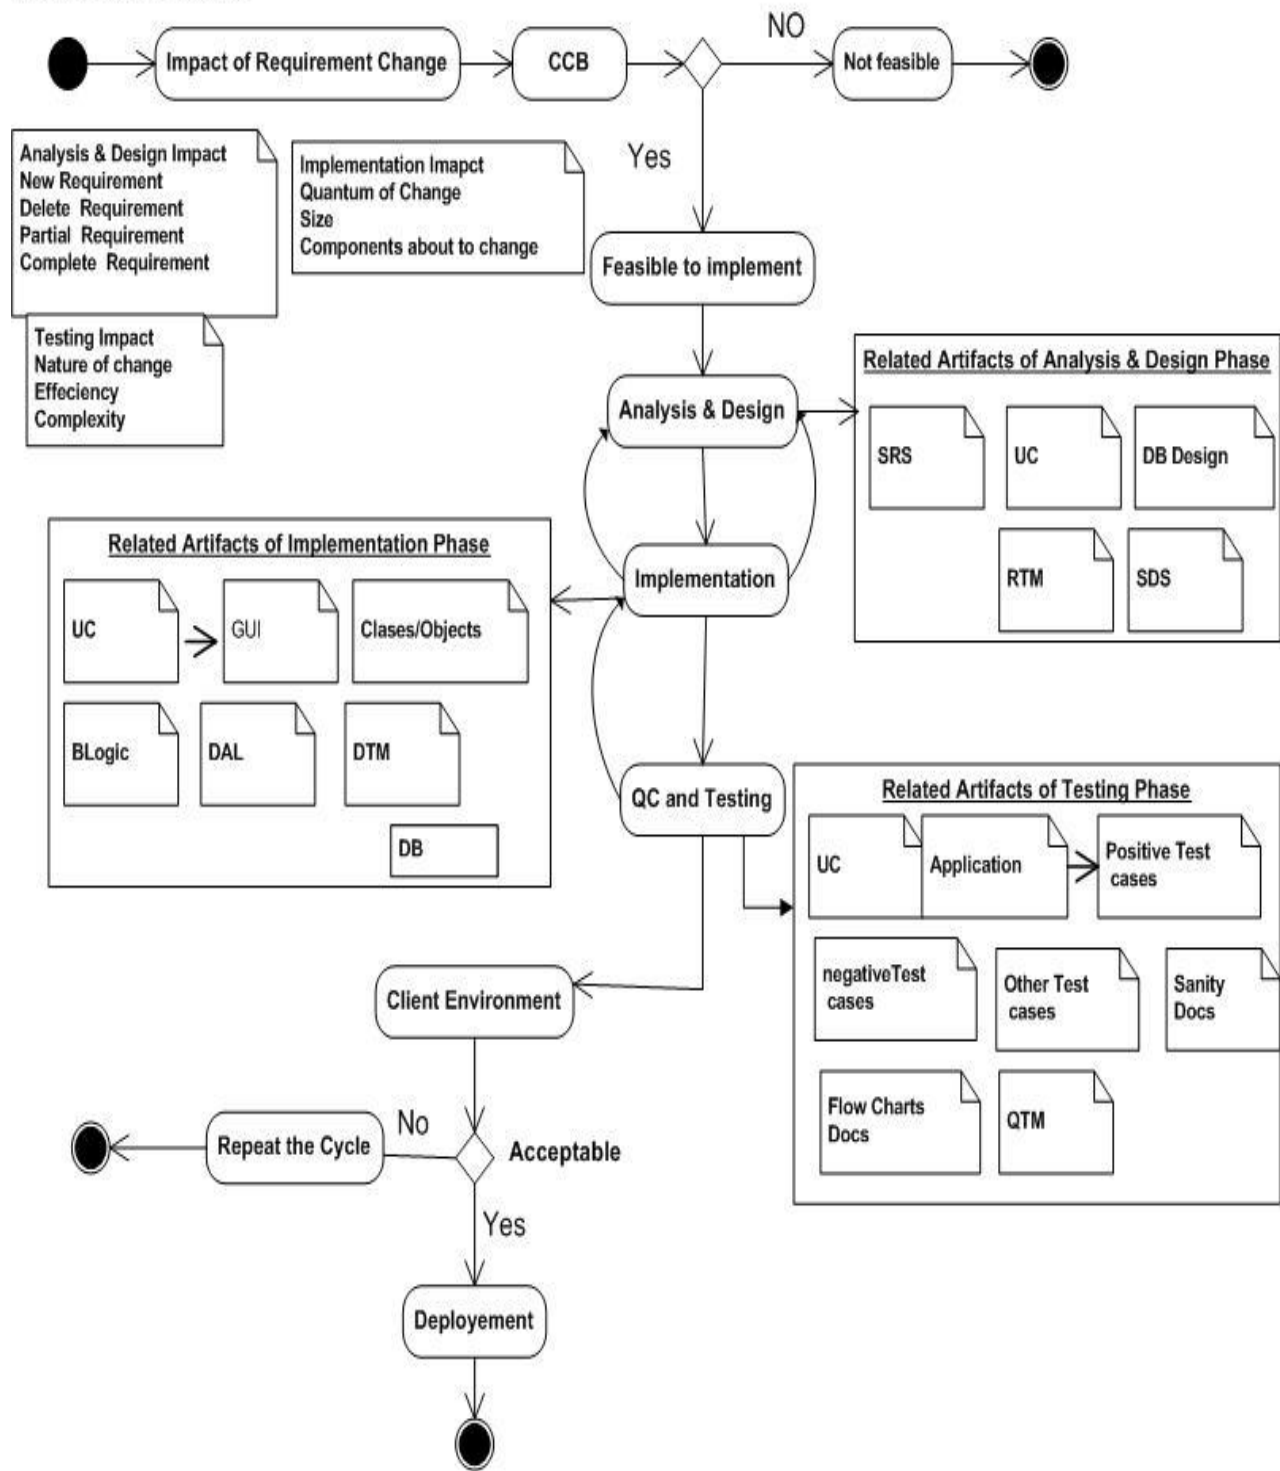 NO
Impact of Requirement Change
CCB
Not feasible
Analysis & Design Impact
New Requirement
Delete Requirement
Partial Requirement
Complete Requirement
Implementation Imapct
Quantum of Change
Size
Components about to change
Yes
Feasible to implement
Testing Impact
Nature of change
Effeciency
Complexity
Related Artifacts of Analysis & Design Phase
Analysis & Design
SRS
UC
DB Design
RTM
SDS
Related Artifacts of Implementation Phase
Implementation
UC
GUI
Clases/Objects
BLogic
DAL
DTM
DB
QC and Testing
Related Artifacts of Testing Phase
UC
Application
Positive Test
cases
negativeTest
cases
Other Test
cases
Sanity
Docs
Flow Charts
Docs
QTM
Client Environment
No
Repeat the Cycle
Acceptable
Yes
Deployement